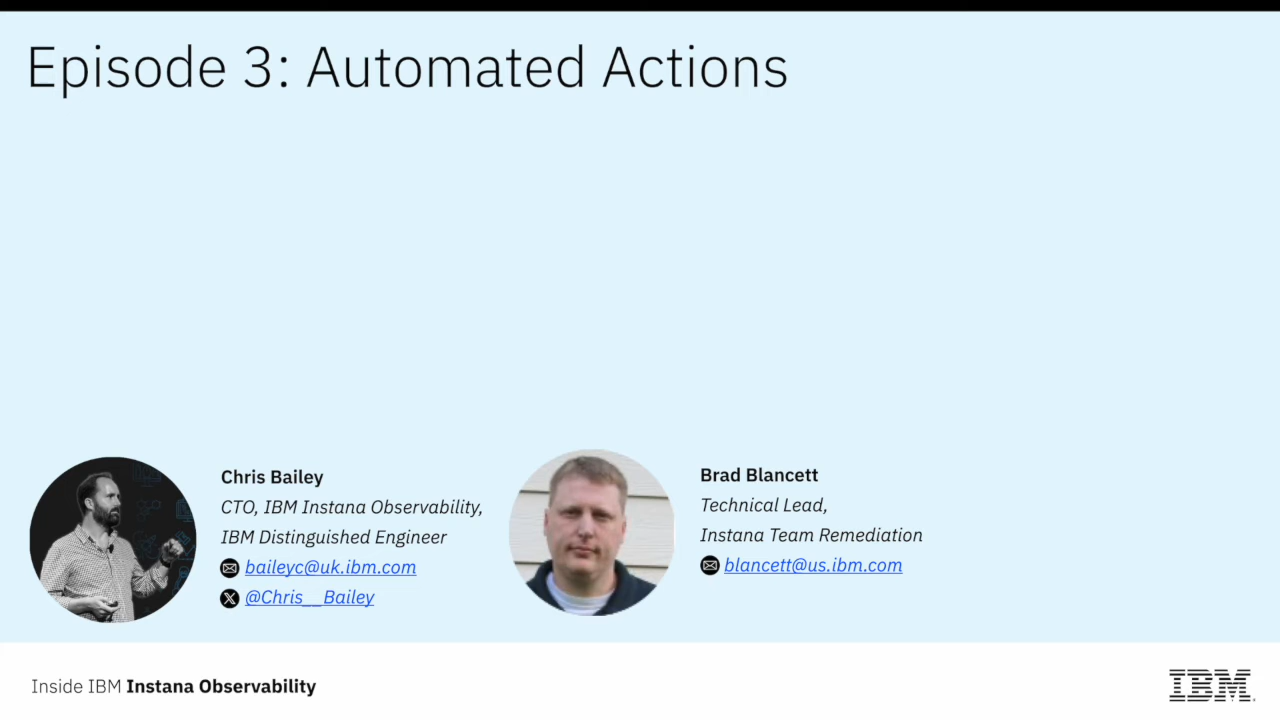 Episode 3: Automated Actions
Chris Bailey
CTO, IBM Instana Observability,
IBM Distinguished Engineer
baileyc@uk.ibm.com
@Chris__Bailey
Brad Blancett
Technical Lead,
Instana Team Remediation
blancett@us.ibm.com
Inside IBM Instana Observability
IBM